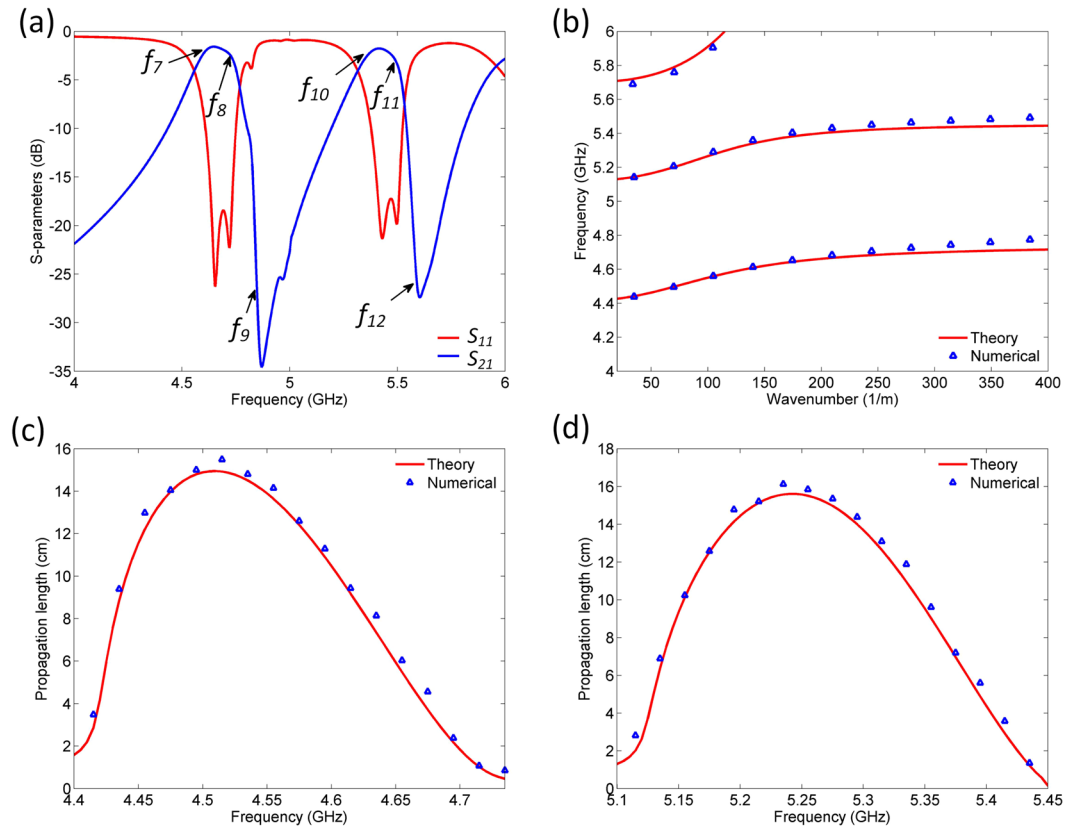 (a)
0
-5
-10
-15
-20
-25
-30
-35
S-parameters (dB)
f7
f8
f9
f10
f11
f12
S11
S21
4
4.5
5
5.5
6
Frequency (GHz)
(b)
6
5.8
5.6
5.4
5.2
5
4.8
4.6
4.4
4.2
4
Frequency (GHz)
Theory
Numerical
50
100
150
200
250
300
350
400
Wavenumber (1/m)
(c)
16
14
12
10
8
6
4
2
0
Propagation length (cm)
Theory
Numerical
4.4
4.45
4.5
4.55
4.6
4.65
4.7
Frequency (GHz)
(d)
18
16
14
12
10
8
6
4
2
0
Propagation length (cm)
Theory
Numerical
5.1
5.15
5.2
5.25
5.3
5.35
5.4
5.45
Frequency (GHz)